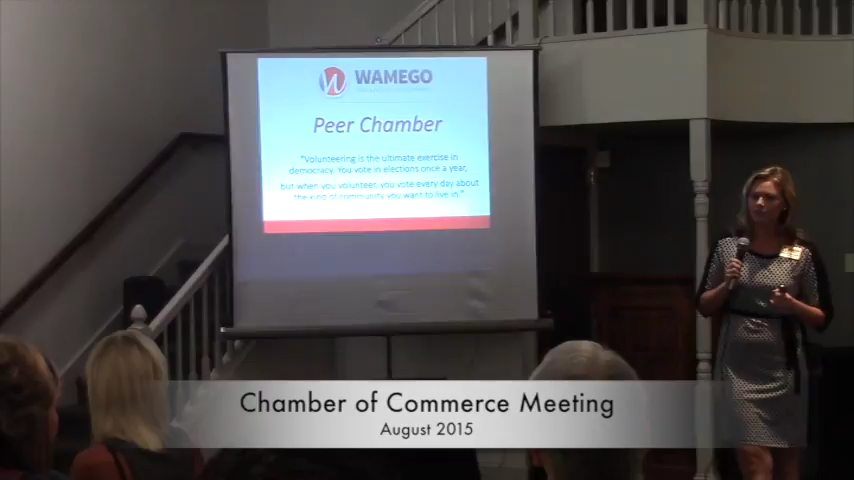 WAMEGO
Peer Chamber
"Volunteering is the ultimate exertise in
democracy. You vote in elections once a year,
but when you volunteer, you vote every day about
the kind of community you want to live in."
Chamber of Commerce Meeting
August 2015